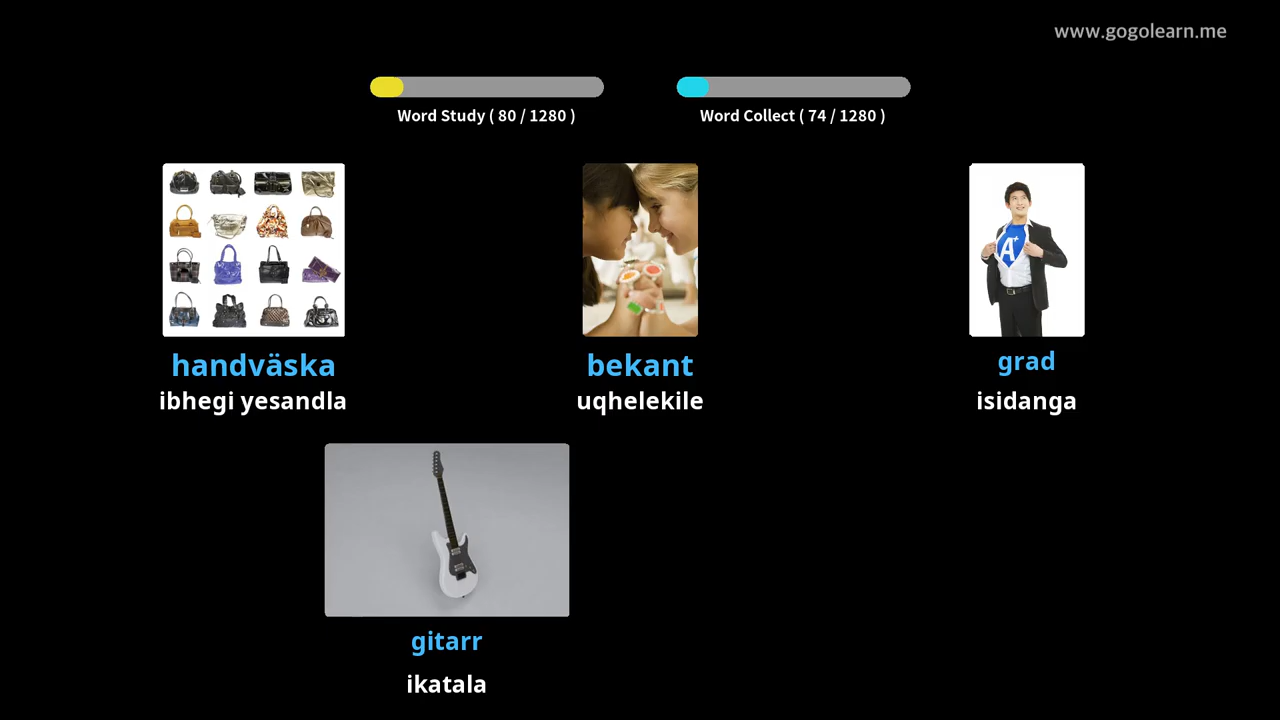 www.gogolearn.me
Word Study ( 80 / 1280 )
Word Collect ( 74 / 1280 )
A+
handväska
bekant
grad
ibhegi yesandla
uqhelekile
isidanga
gitarr
ikatala